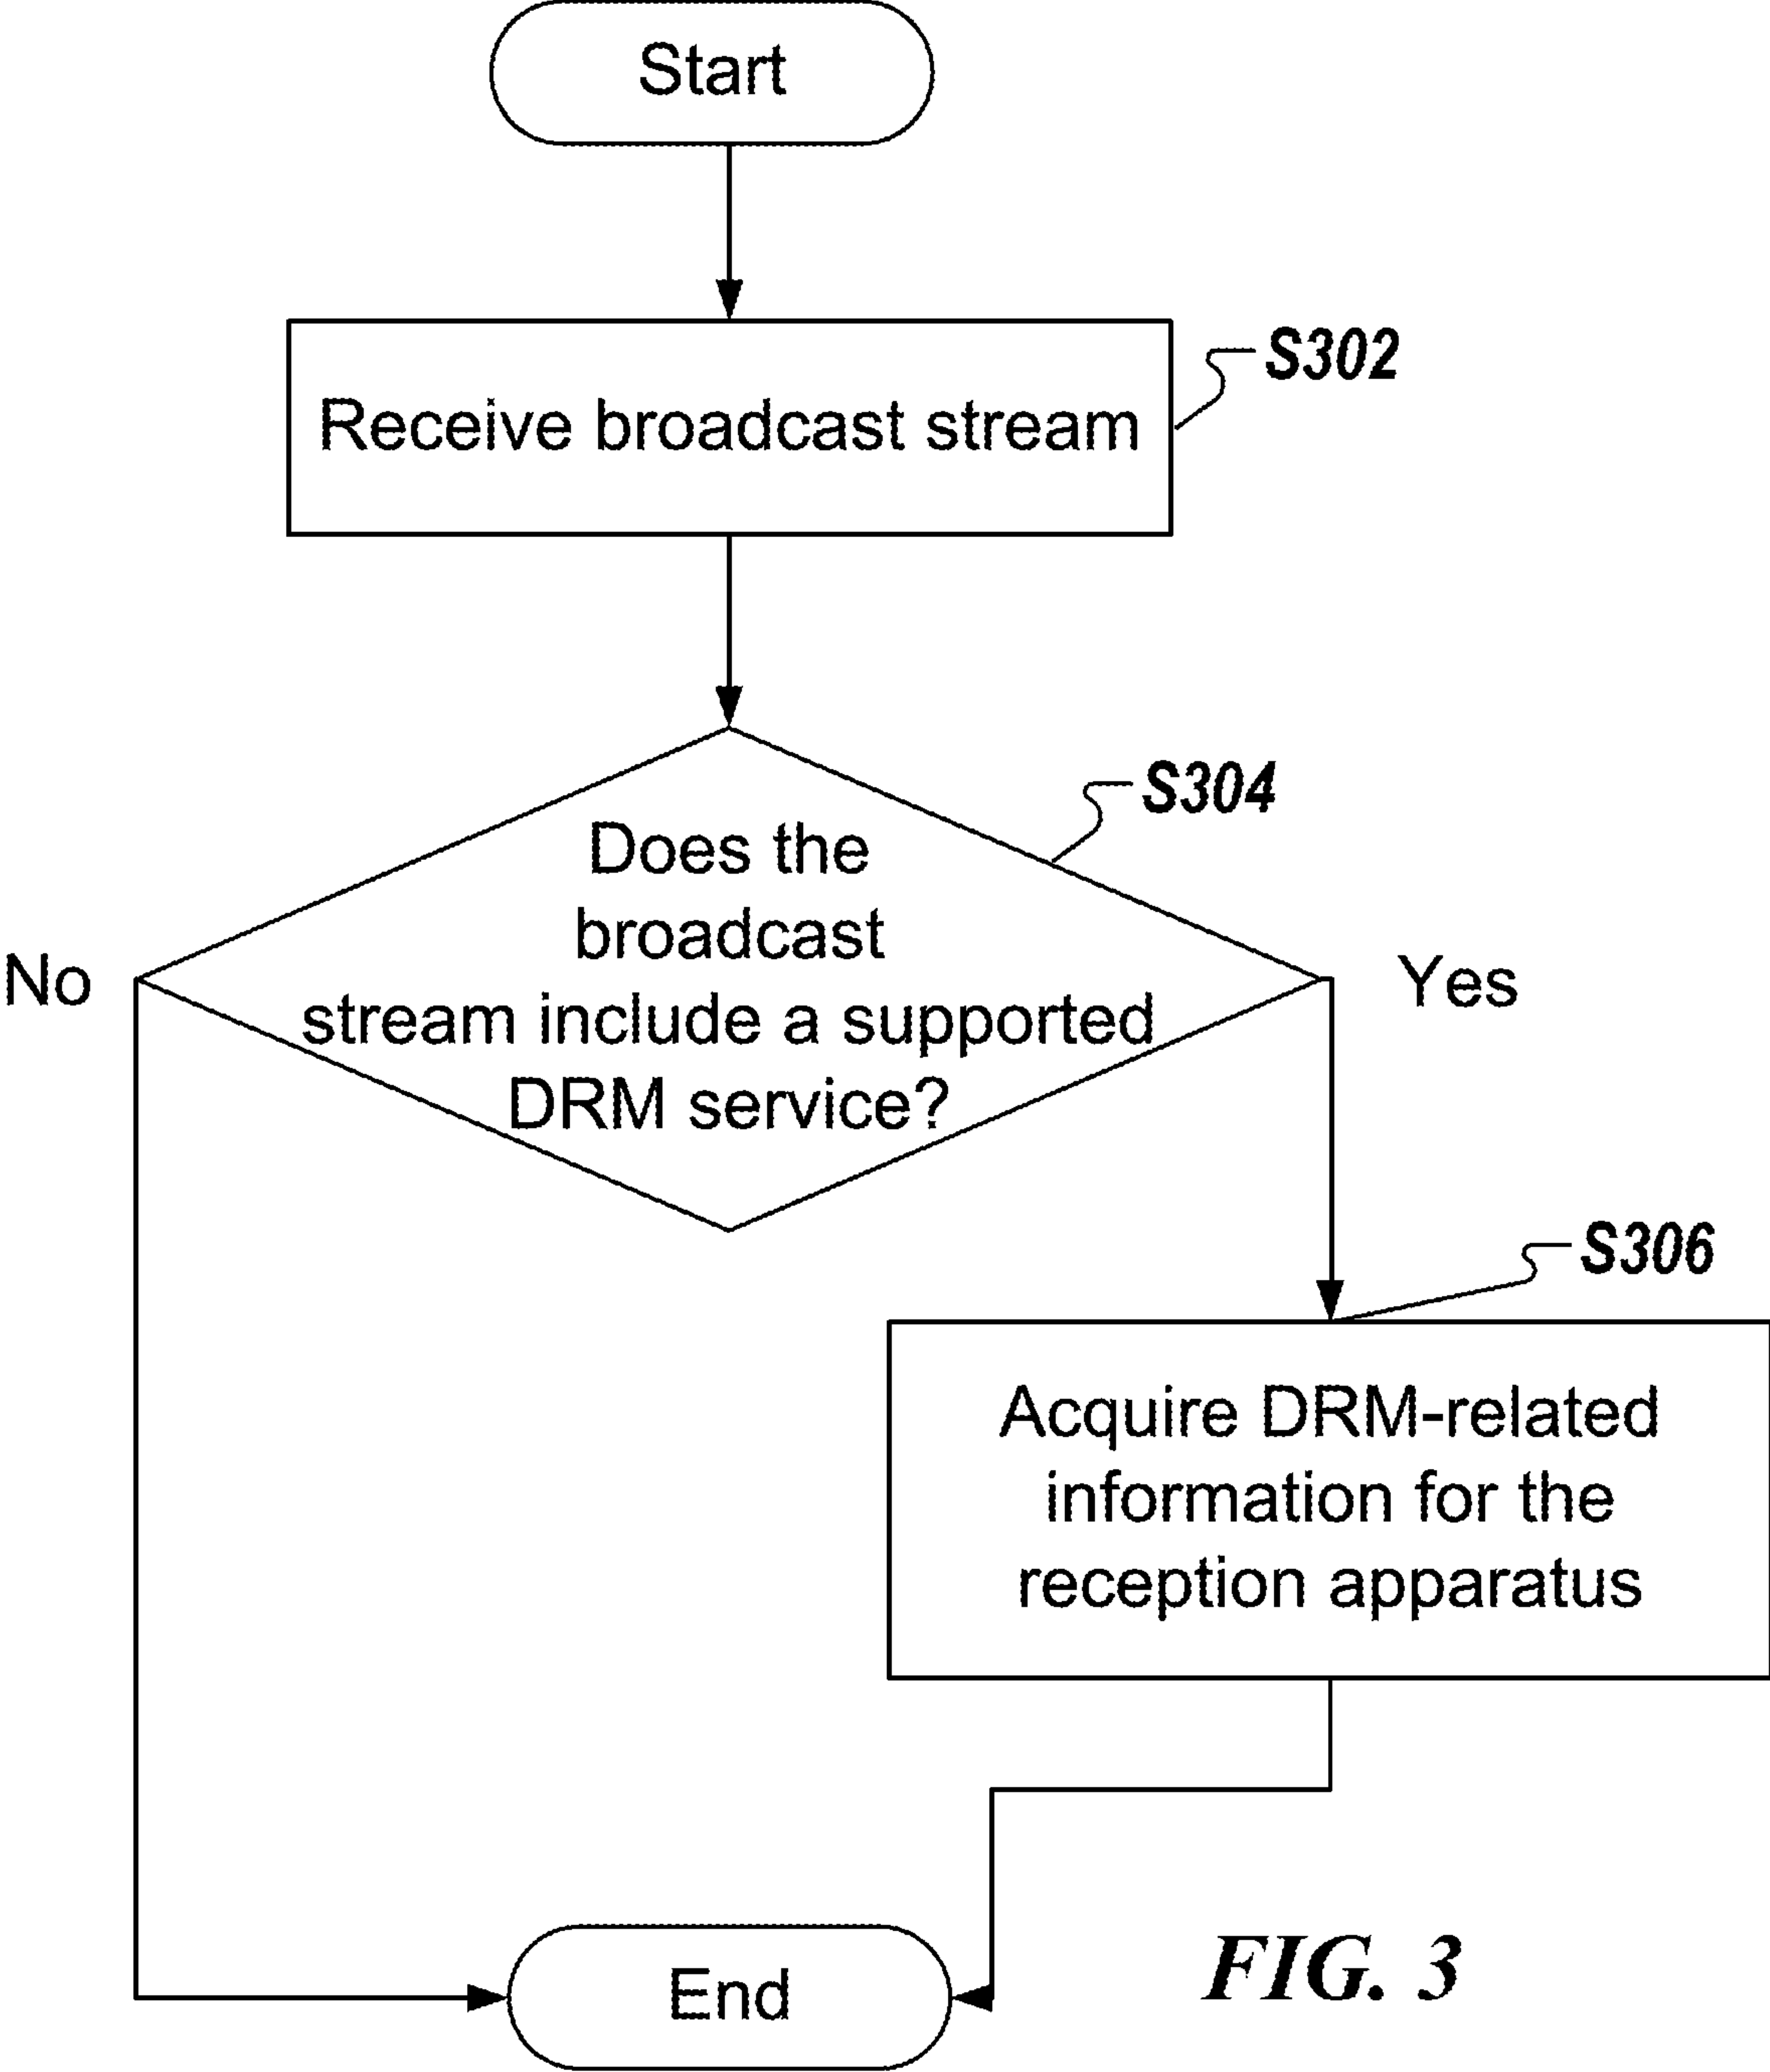 Start
S302
Receive broadcast stream
S304
Does the
broadcast
No
Yes
stream include a supported
DRM service?
S306
Acquire DRM-related
information for the
reception apparatus
End
FIG. 3